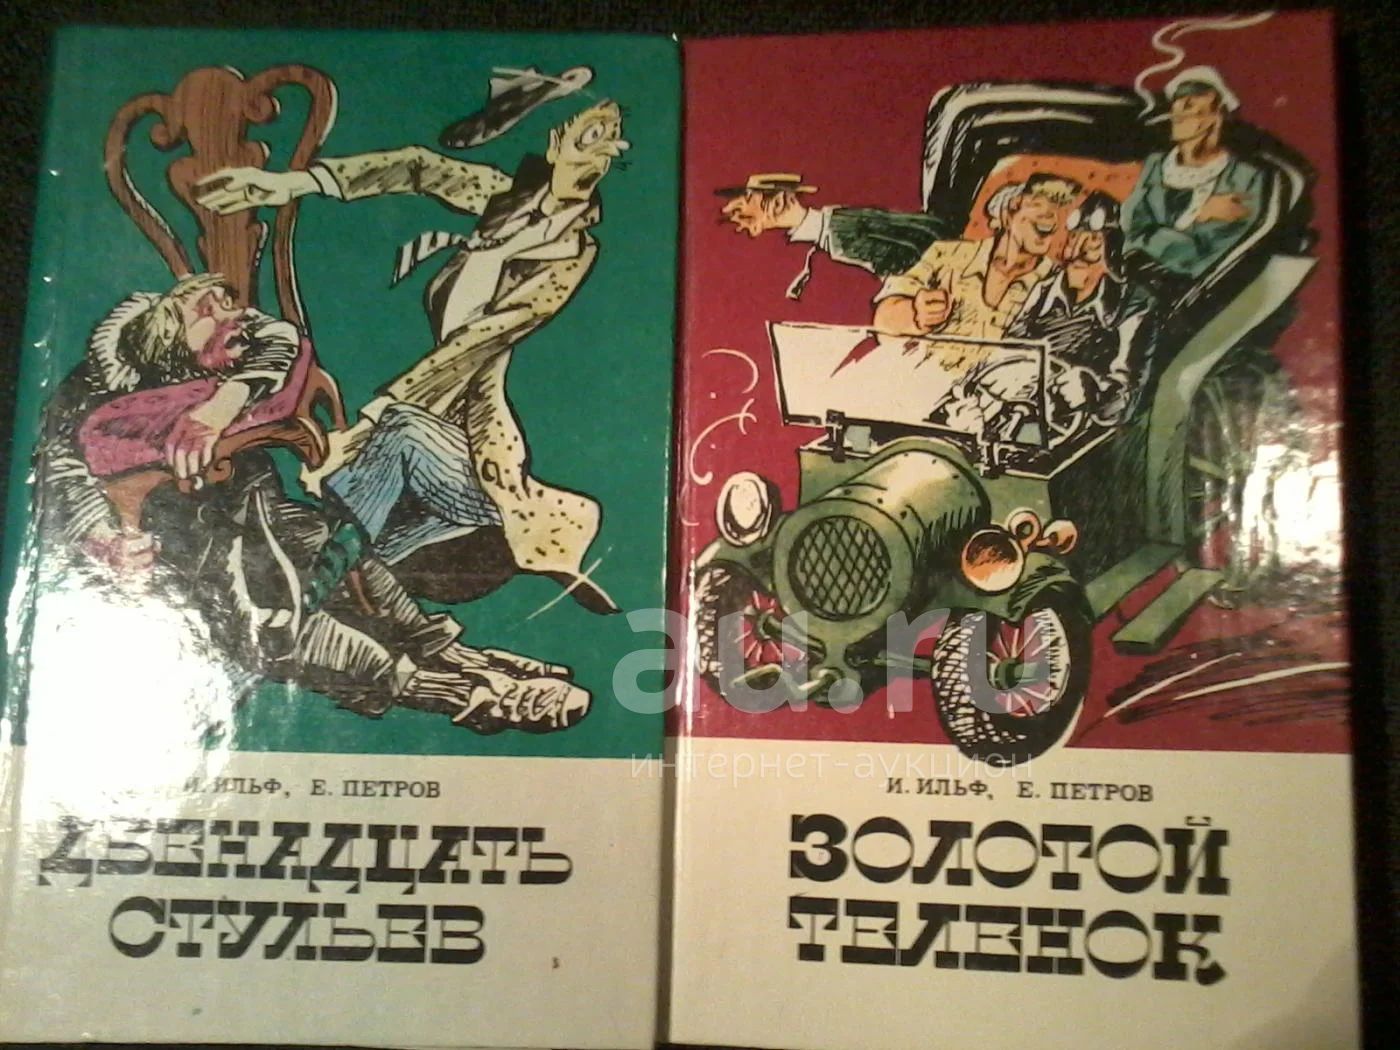 И. ИЛЬФ, Е. ПЕТРОВ
ДВЕНАДЦАТЬ
СТУЛЬЕВ
И. ИЛЬФ, Е. ПЕТРОВ
ЗОЛОТОЙ
ТЕЛЕНОК
au.ru
интернет-аукцион